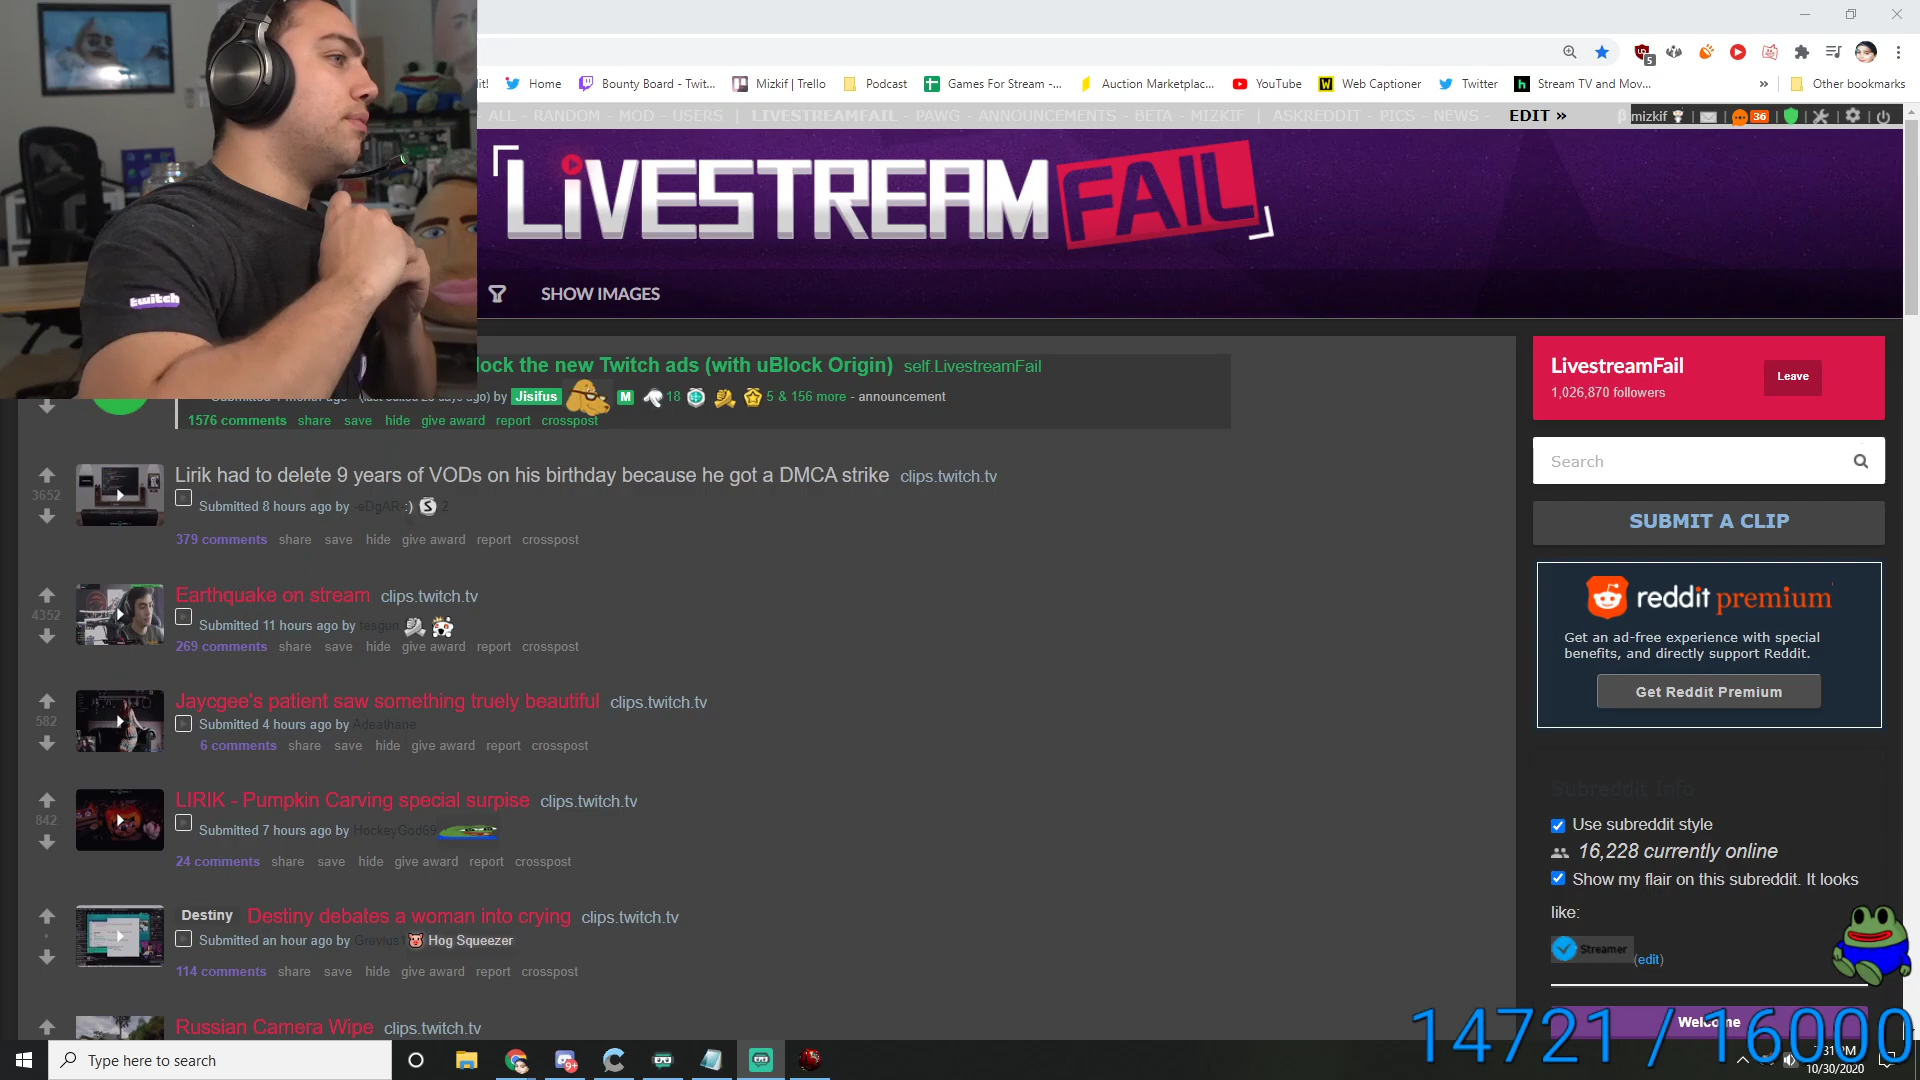 it! Home Bounty Board - Twit... Mizkif | Trello Podcast Games For Stream -... Auction Marketplac... YouTube Web Captioner Twitter Stream TV and Mov... » Other bookmarks
- ALL - RANDOM - MOD - USERS | LIVESTREAMFAIL - PAWG - ANNOUNCEMENTS - BETA - MIZKIF | ASKREDDIT - PICS - NEWS - EDIT » mizkif | 36
LiVESTREAM FAIL
SHOW IMAGES
lock the new Twitch ads (with uBlock Origin) self.LivestreamFail
by Jisifus M 18 5 & 156 more - announcement
1576 comments share save hide give award report crosspost
Lirik had to delete 9 years of VODs on his birthday because he got a DMCA strike clips.twitch.tv
3652
Submitted 8 hours ago by -eDgAR- :) S 2
379 comments share save hide give award report crosspost
Earthquake on stream clips.twitch.tv
4352
Submitted 11 hours ago by
269 comments share save hide give award report crosspost
Jaycgee's patient saw something truely beautiful clips.twitch.tv
582
Submitted 4 hours ago by Adeathane
6 comments share save hide give award report crosspost
LIRIK - Pumpkin Carving special surpise clips.twitch.tv
842
Submitted 7 hours ago by HockeyGod69
24 comments share save hide give award report crosspost
Destiny Destiny debates a woman into crying clips.twitch.tv
Submitted an hour ago by Grevius1 Hog Squeezer
114 comments share save hide give award report crosspost
Russian Camera Wipe clips.twitch.tv
LivestreamFail
1,026,870 followers
Leave
Search
SUBMIT A CLIP
reddit premium
Get an ad-free experience with special
benefits, and directly support Reddit.
Get Reddit Premium
Subreddit Info
Use subreddit style
16,228 currently online
Show my flair on this subreddit. It looks
like:
Streamer (edit)
Welcome
14721 / 16000
Type here to search
10/30/2020
twitch